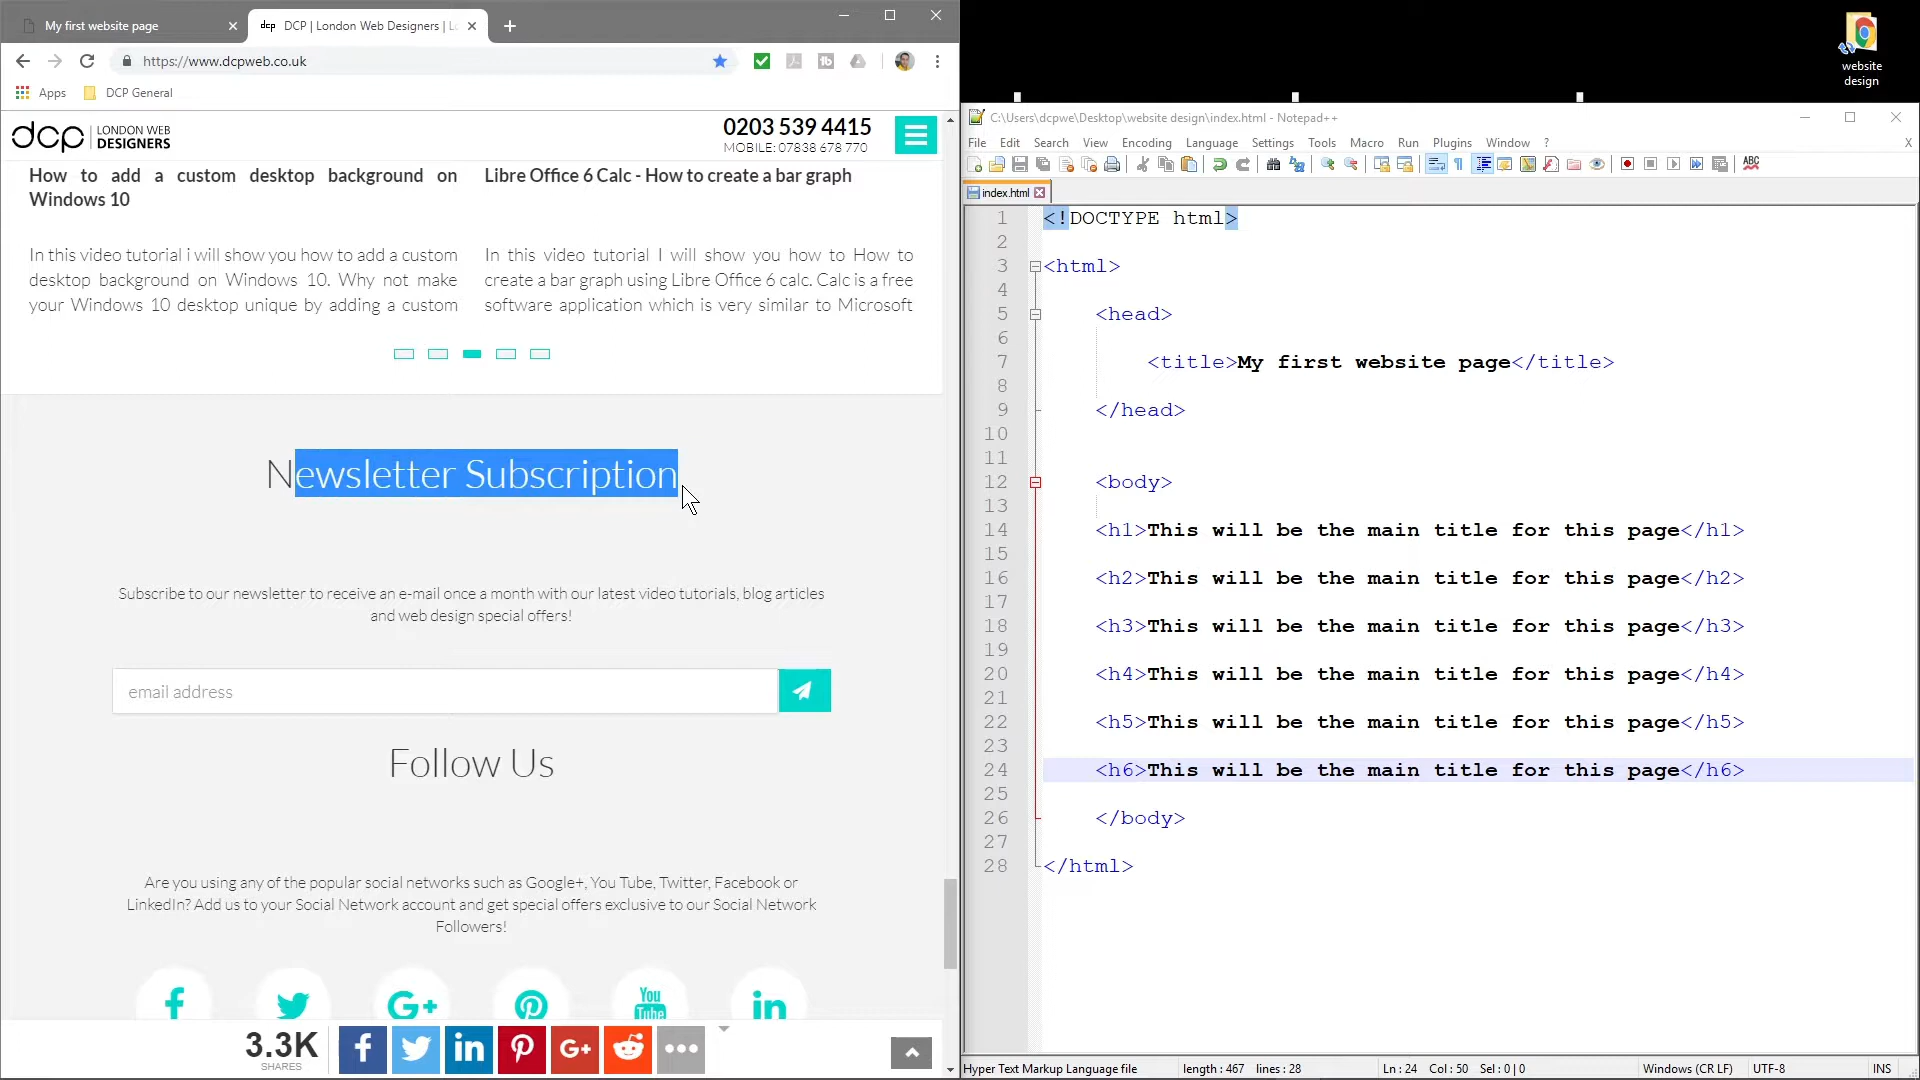 My first website page
dcp DCP | London Web Designers | Lo
https://www.dcpweb.co.uk
Apps
DCP General
dcp LONDON WEB DESIGNERS
0203 539 4415
MOBILE: 07838 678 770
How to add a custom desktop background on
Windows 10
In this video tutorial i will show you how to add a custom
desktop background on Windows 10. Why not make
your Windows 10 desktop unique by adding a custom
Libre Office 6 Calc - How to create a bar graph
In this video tutorial I will show you how to How to
create a bar graph using Libre Office 6 calc. Calc is a free
software application which is very similar to Microsoft
Newsletter Subscription
Subscribe to our newsletter to receive an e-mail once a month with our latest video tutorials, blog articles
and web design special offers!
email address
Follow Us
Are you using any of the popular social networks such as Google+, You Tube, Twitter, Facebook or
LinkedIn? Add us to your Social Network account and get special offers exclusive to our Social Network
Followers!
f G+ You Tube in
3.3K
SHARES
f in G+
website
design
C:\Users\dcpwe\Desktop\website design\index.html - Notepad++
File Edit Search View Encoding Language Settings Tools Macro Run Plugins Window ? X
ABC
index.html
1 <!DOCTYPE html>
2
3 <html>
4
5 <head>
6
7 <title>My first website page</title>
8
9 </head>
10
11
12 <body>
13
14 <h1>This will be the main title for this page</h1>
15
16 <h2>This will be the main title for this page</h2>
17
18 <h3>This will be the main title for this page</h3>
19
20 <h4>This will be the main title for this page</h4>
21
22 <h5>This will be the main title for this page</h5>
23
24 <h6>This will be the main title for this page</h6>
25
26 </body>
27
28 </html>
Hyper Text Markup Language file length : 467 lines : 28 Ln : 24 Col : 50 Sel : 0 | 0 Windows (CR LF) UTF-8 INS